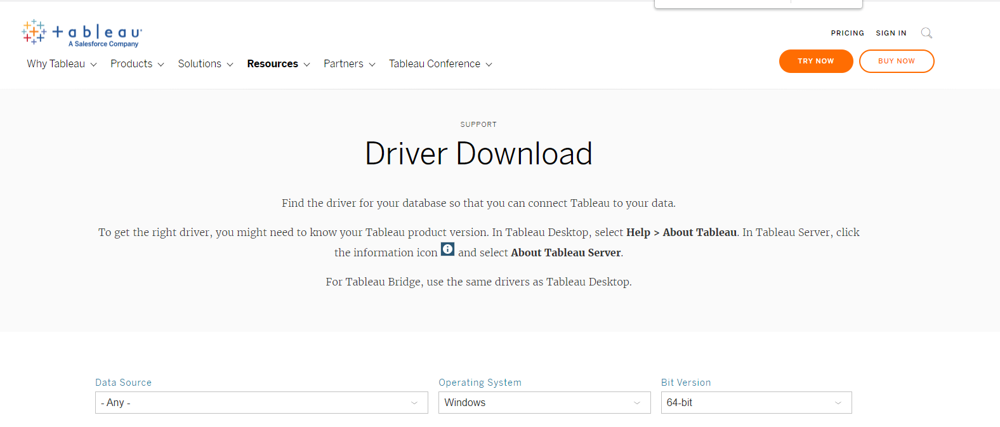 +ableau
A Salesforce Company
PRICING SIGN IN
Why Tableau Products Solutions Resources Partners Tableau Conference
TRY NOW BUY NOW
SUPPORT
Driver Download
Find the driver for your database so that you can connect Tableau to your data.
To get the right driver, you might need to know your Tableau product version. In Tableau Desktop, select Help > About Tableau. In Tableau Server, click
the information icon and select About Tableau Server.
For Tableau Bridge, use the same drivers as Tableau Desktop.
Data Source Operating System Bit Version
- Any - Windows 64-bit